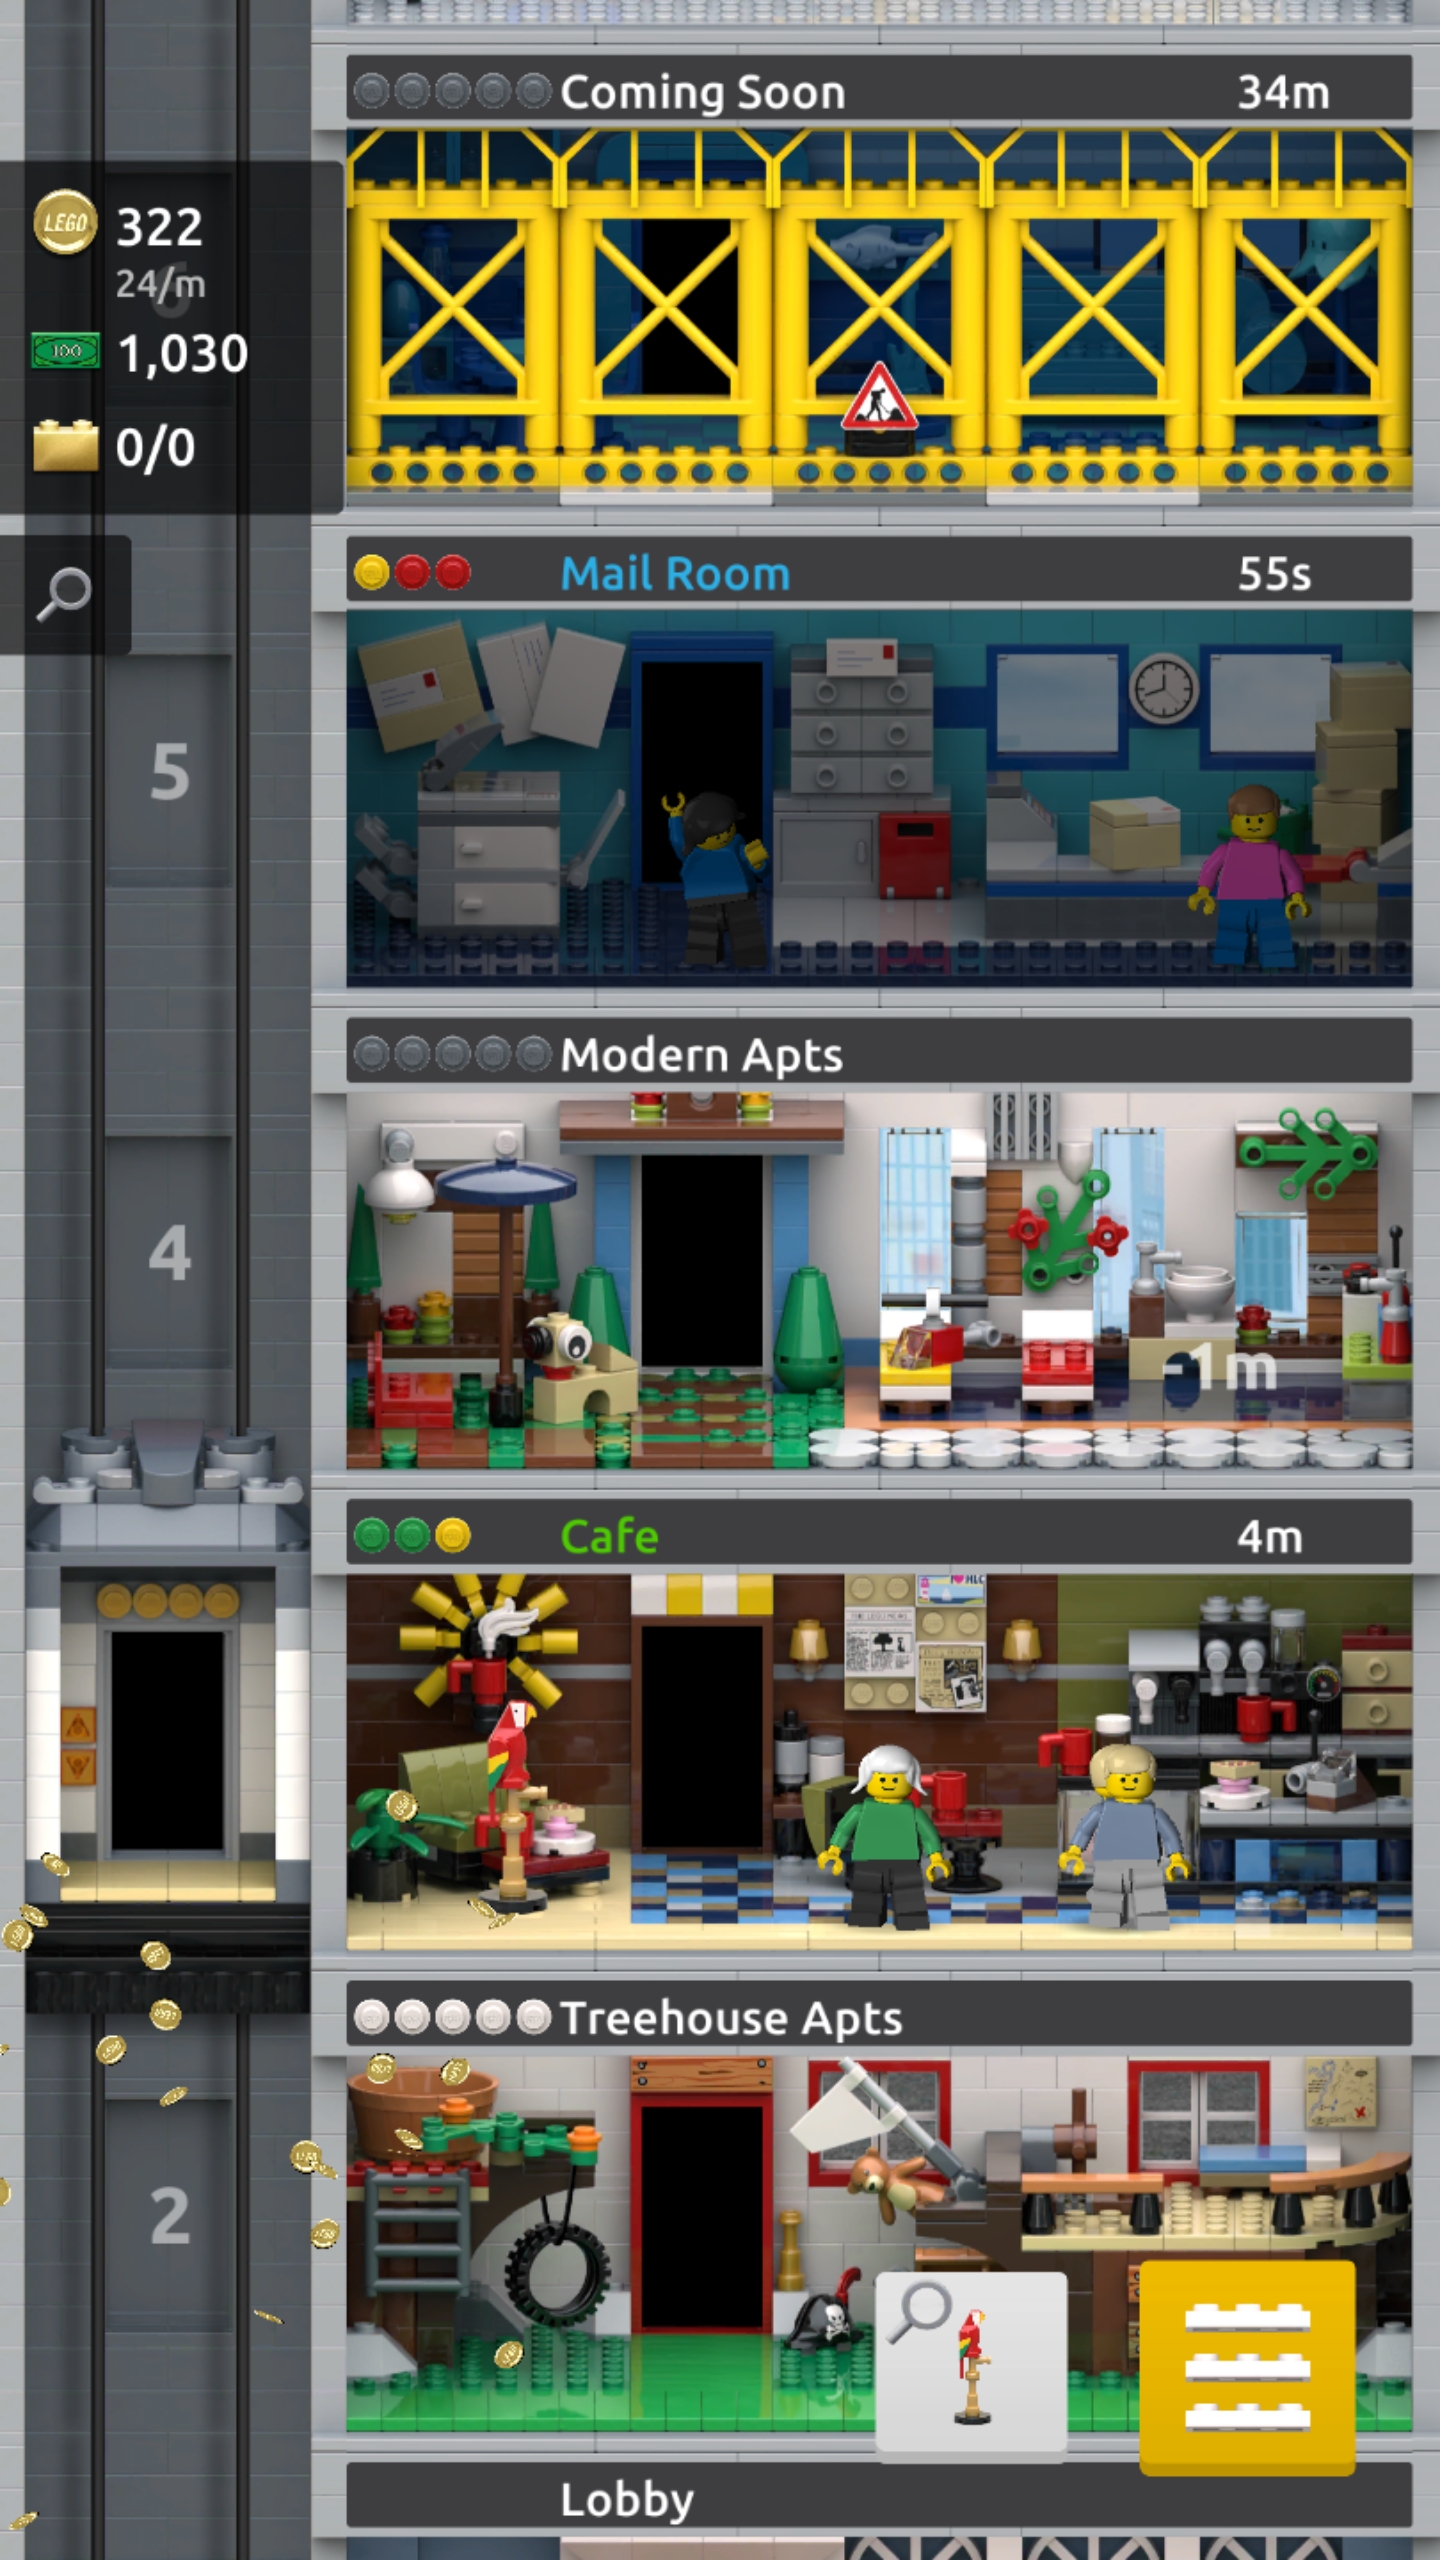 Coming Soon 34m
LEGO 322
24/m
6
100 1,030
0/0
Mail Room 55s
5
Modern Apts
4
-1m
Cafe 4m
Treehouse Apts
2
Lobby